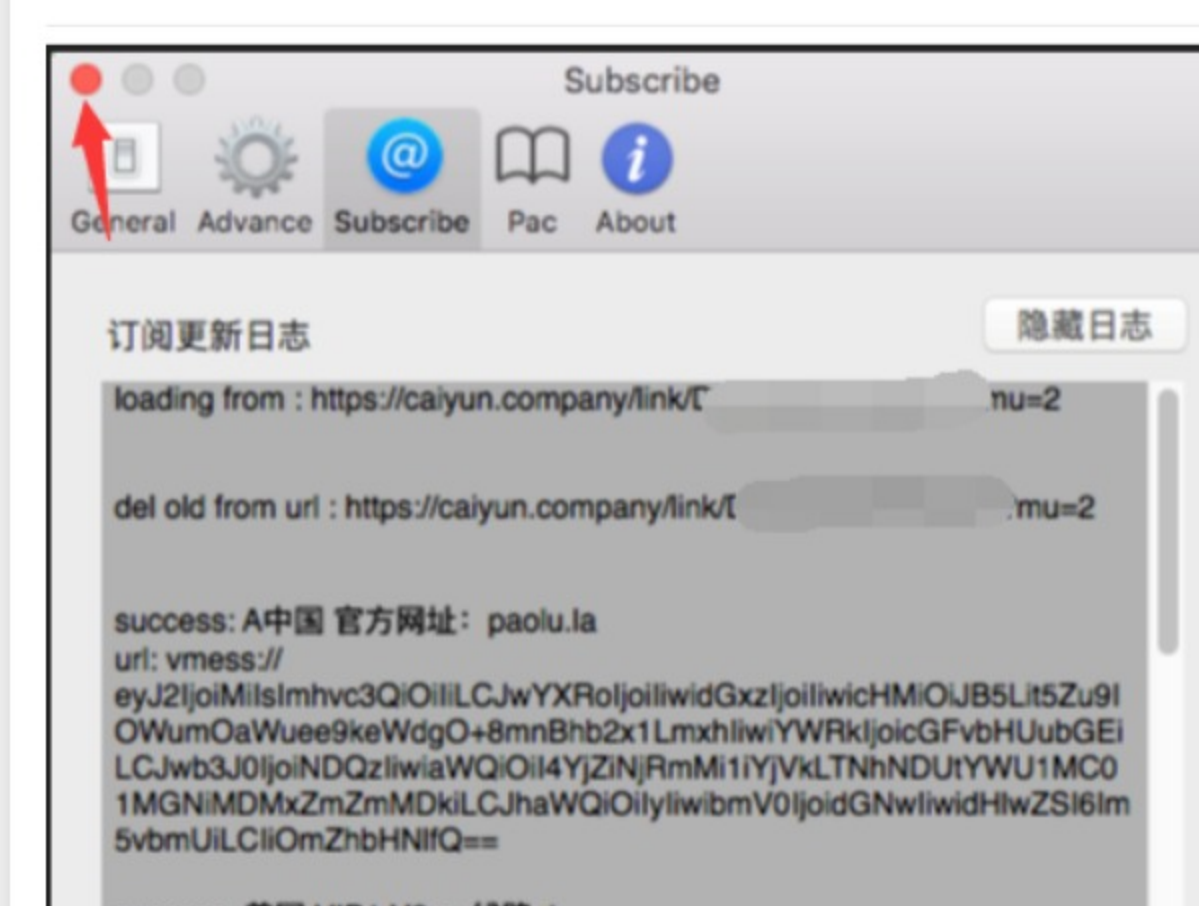 Subscribe
General Advance Subscribe Pac About
订阅更新日志
隐藏日志
loading from : https://caiyun.company/link/D mu=2
del old from url : https://caiyun.company/link/D mu=2
success: A中国 官方网址：paolu.la
url: vmess://
eyJ2IjoiMiIsImhvc3QiOiIiLCJwYXRoIjoiIiwidGxzIjoiIiwicHMiOiJB5Lit5Zu9I
OWumOaWuee9keWdgO+8mnBhb2x1LmxhIiwiYWRkIjoicGFvbHUubGEi
LCJwb3J0IjoiNDQzIiwiaWQiOiI4YjZiNjRmMi1iYjVkLTNhNDUtYWU1MC0
1MGNiMDMxZmZmMDkiLCJhaWQiOiIyIiwibmV0IjoidGNwIiwidHlwZSI6Im
5vbmUiLCIiOmZhbHNlfQ==